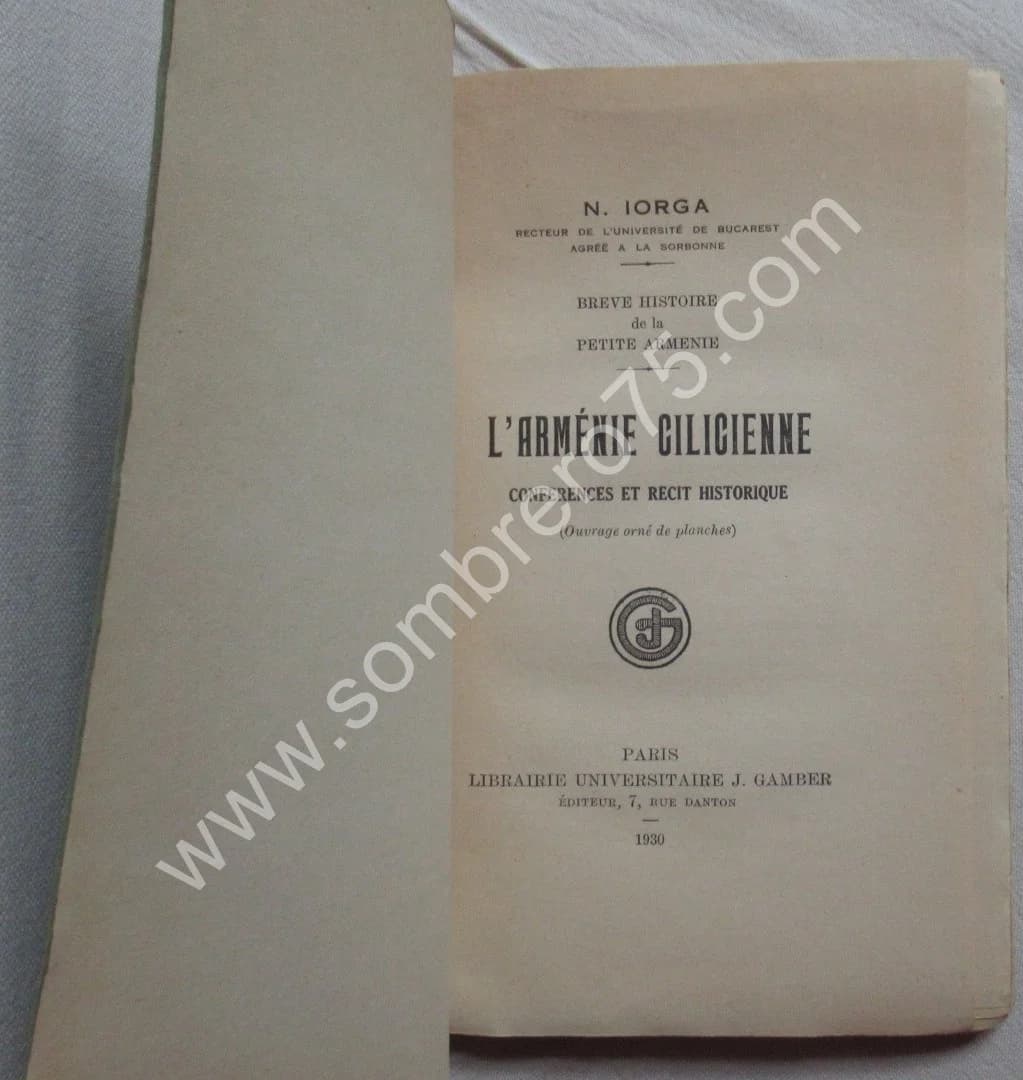 N. IORGA
RECTEUR DE L'UNIVERSITÉ DE BUCAREST
AGRÉÉ A LA SORBONNE
BREVE HISTOIRE
de la
PETITE ARMENIE
L'ARMÉNIE CILICIENNE
CONFERENCES ET RECIT HISTORIQUE
(Ouvrage orné de planches)
JG
PARIS
LIBRAIRIE UNIVERSITAIRE J. GAMBER
ÉDITEUR, 7, RUE DANTON
1930
www.sombrero75.com